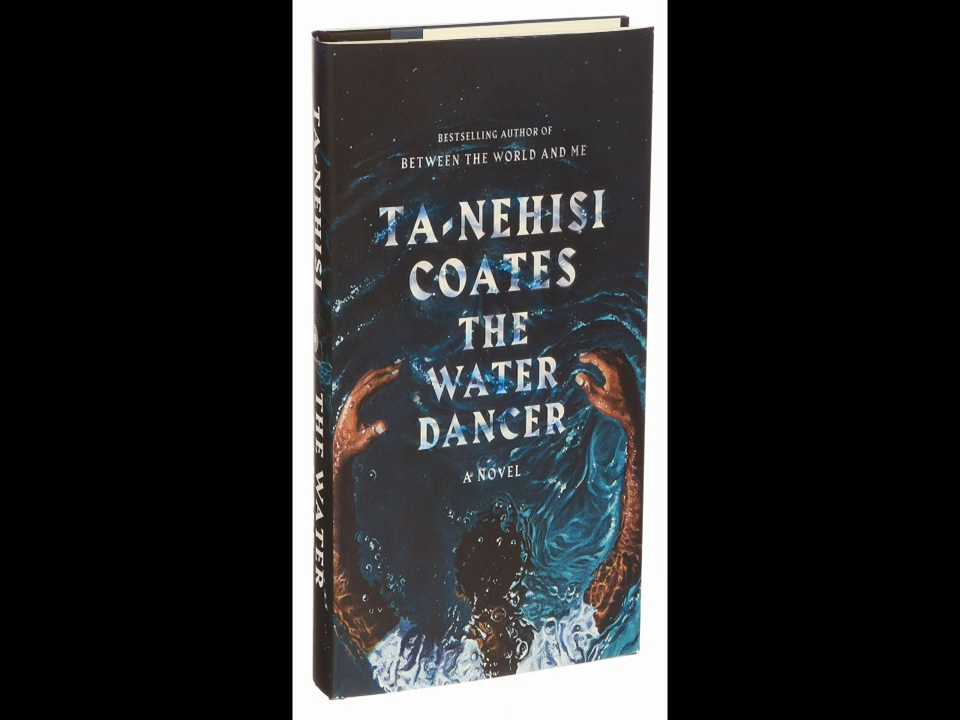 BESTSELLING AUTHOR OF
BETWEEN THE WORLD AND ME
TA-NEHISI
COATES
THE
WATER
DANCER
A NOVEL
TA-NEHISI THE WATER